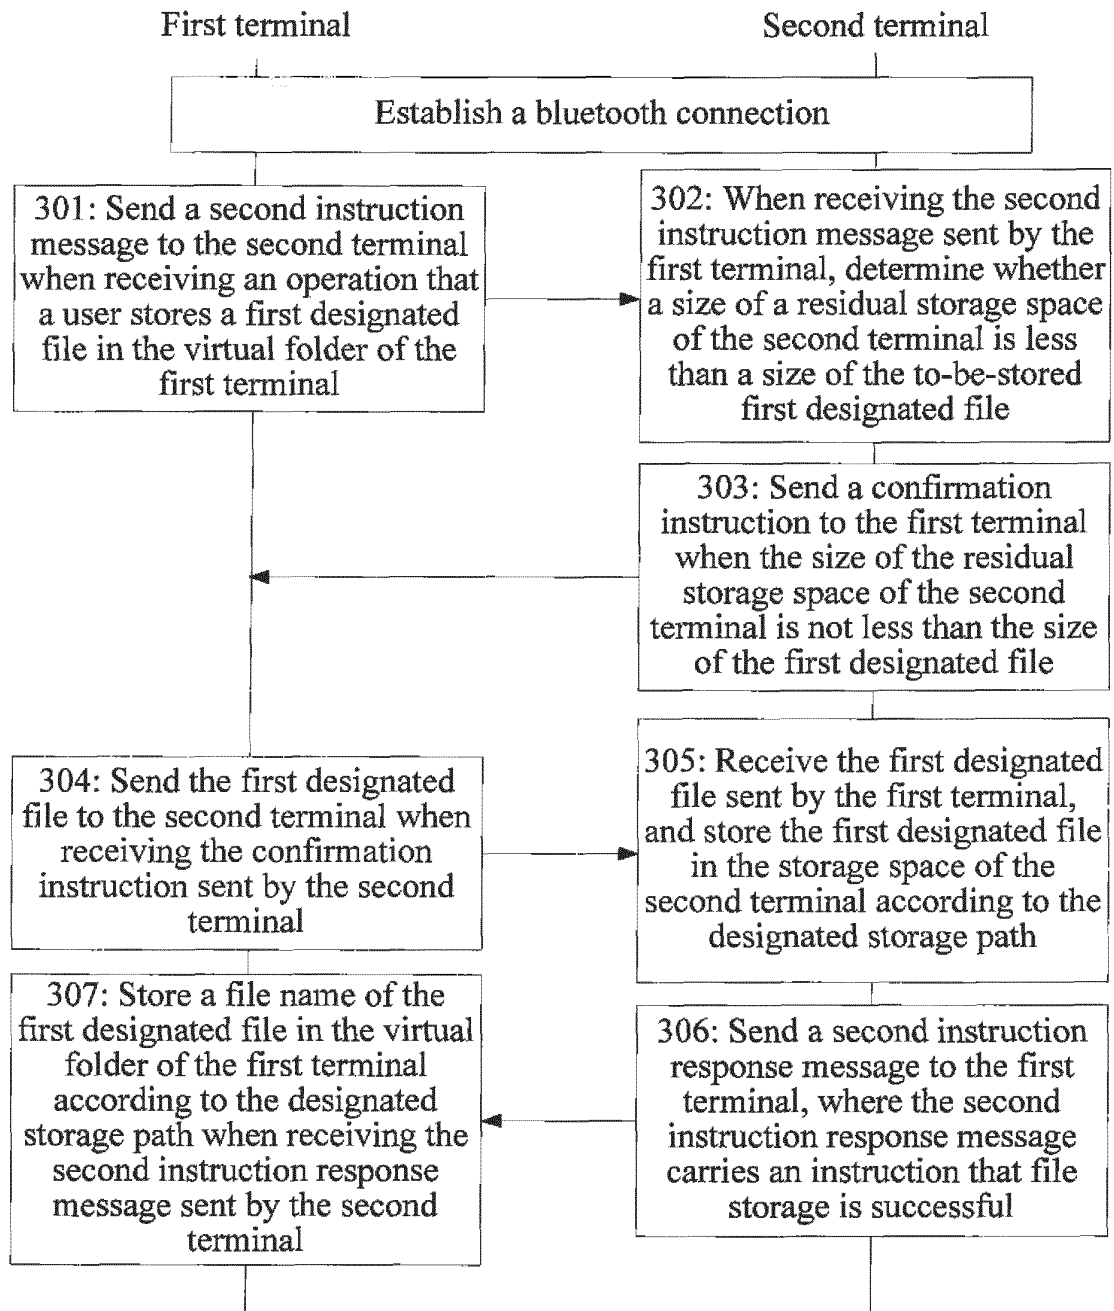 First terminal
Second terminal
Establish a bluetooth connection
301: Send a second instruction
message to the second terminal
when receiving an operation that
a user stores a first designated
file in the virtual folder of the
first terminal
302: When receiving the second
instruction message sent by the
first terminal, determine whether
a size of a residual storage space
of the second terminal is less
than a size of the to-be-stored
first designated file
303: Send a confirmation
instruction to the first terminal
when the size of the residual
storage space of the second
terminal is not less than the size
of the first designated file
304: Send the first designated
file to the second terminal when
receiving the confirmation
instruction sent by the second
terminal
305: Receive the first designated
file sent by the first terminal,
and store the first designated file
in the storage space of the
second terminal according to the
designated storage path
306: Send a second instruction
response message to the first
terminal, where the second
instruction response message
carries an instruction that file
storage is successful
307: Store a file name of the
first designated file in the virtual
folder of the first terminal
according to the designated
storage path when receiving the
second instruction response
message sent by the second
terminal